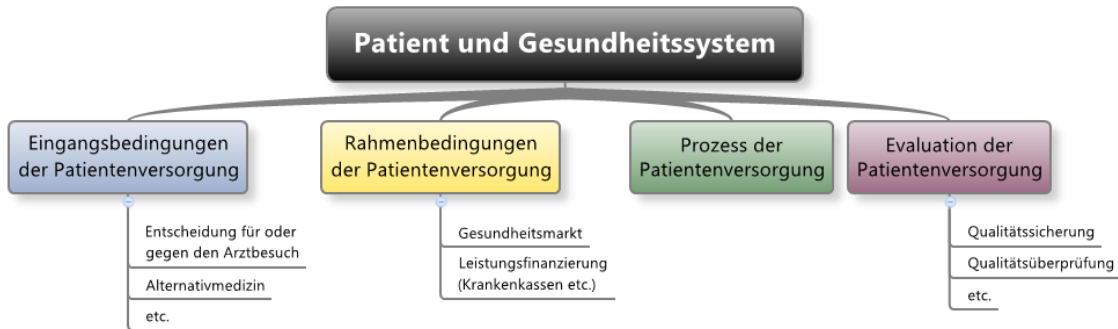 Patient und Gesundheitssystem
Eingangsbedingungen
der Patientenversorgung
Entscheidung für oder
gegen den Arztbesuch
Alternativmedizin
etc.
Rahmenbedingungen
der Patientenversorgung
Gesundheitsmarkt
Leistungsfinanzierung
(Krankenkassen etc.)
Prozess der
Patientenversorgung
Evaluation der
Patientenversorgung
Qualitätssicherung
Qualitätsüberprüfung
etc.